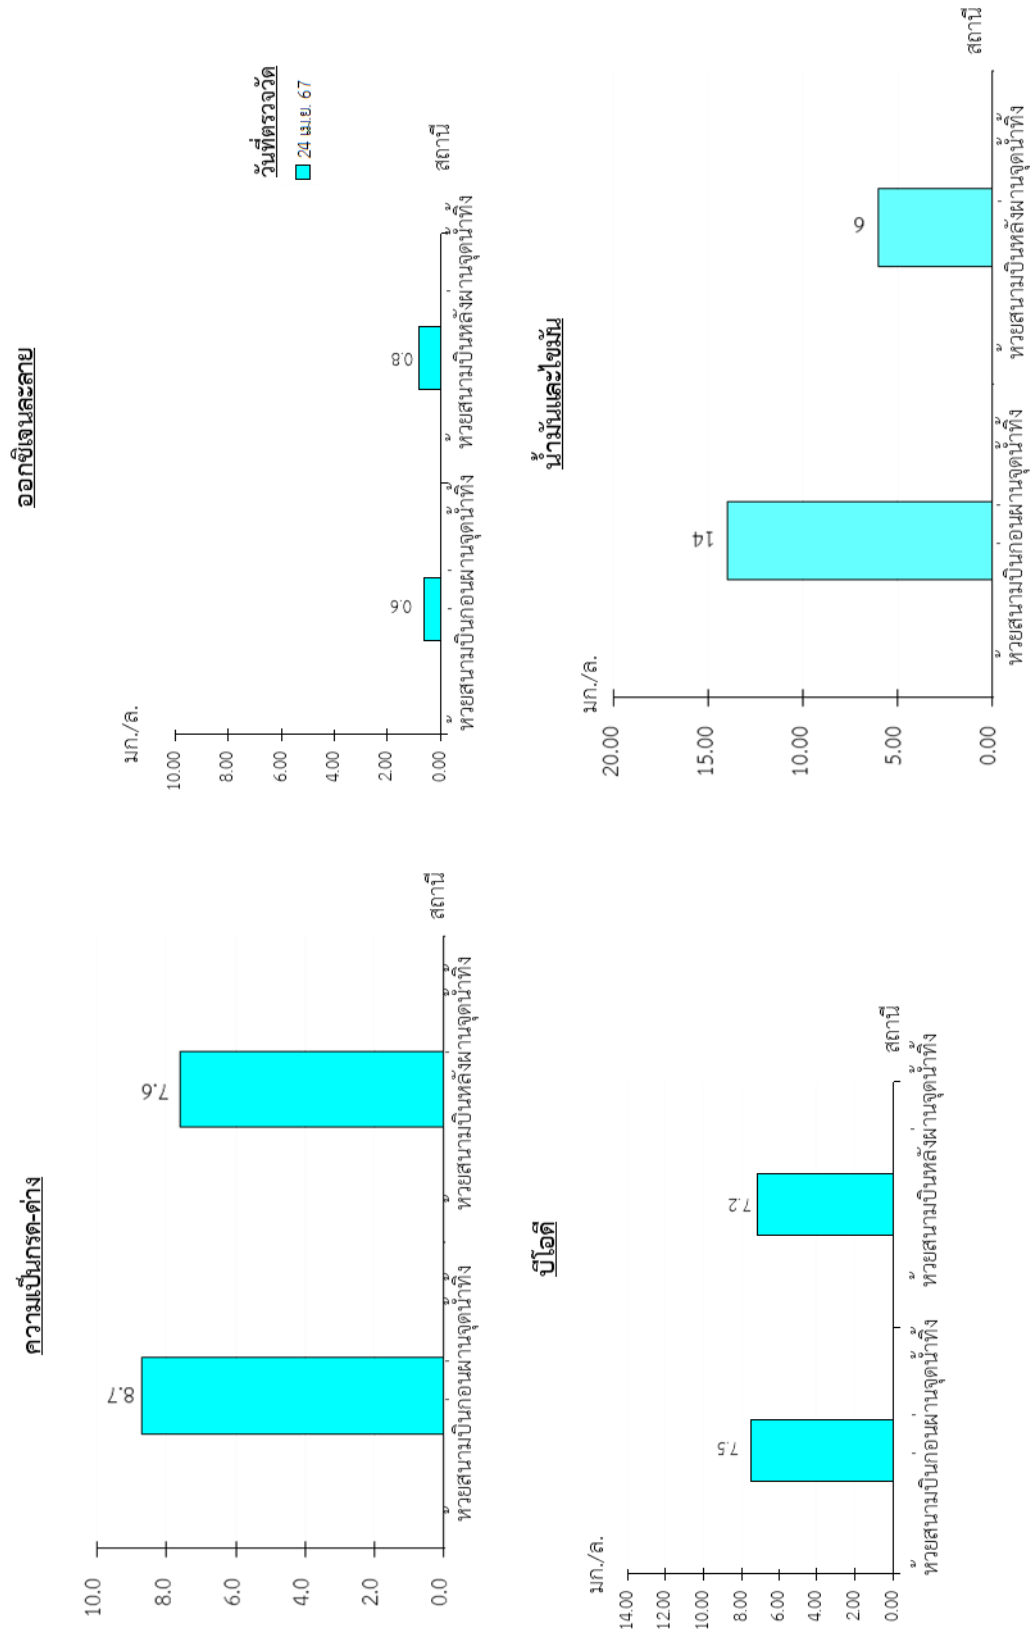 ความเป็นกรด-ด่าง
10.0
8.0
6.0
4.0
2.0
0.0
8.7
7.6
ห้วยสนามบินก่อนผ่านจุดน้ำทิ้ง
ห้วยสนามบินหลังผ่านจุดน้ำทิ้ง
สถานี
ออกซิเจนละลาย
มก./ล.
10.00
8.00
6.00
4.00
2.00
0.00
0.6
0.8
ห้วยสนามบินก่อนผ่านจุดน้ำทิ้ง
ห้วยสนามบินหลังผ่านจุดน้ำทิ้ง
สถานี
วันที่ตรวจวัด
24 เม.ย. 67
บีโอดี
มก./ล.
14.00
12.00
10.00
8.00
6.00
4.00
2.00
0.00
7.5
7.2
ห้วยสนามบินก่อนผ่านจุดน้ำทิ้ง
ห้วยสนามบินหลังผ่านจุดน้ำทิ้ง
สถานี
น้ำมันและไขมัน
มก./ล.
20.00
15.00
10.00
5.00
0.00
14
6
ห้วยสนามบินก่อนผ่านจุดน้ำทิ้ง
ห้วยสนามบินหลังผ่านจุดน้ำทิ้ง
สถานี